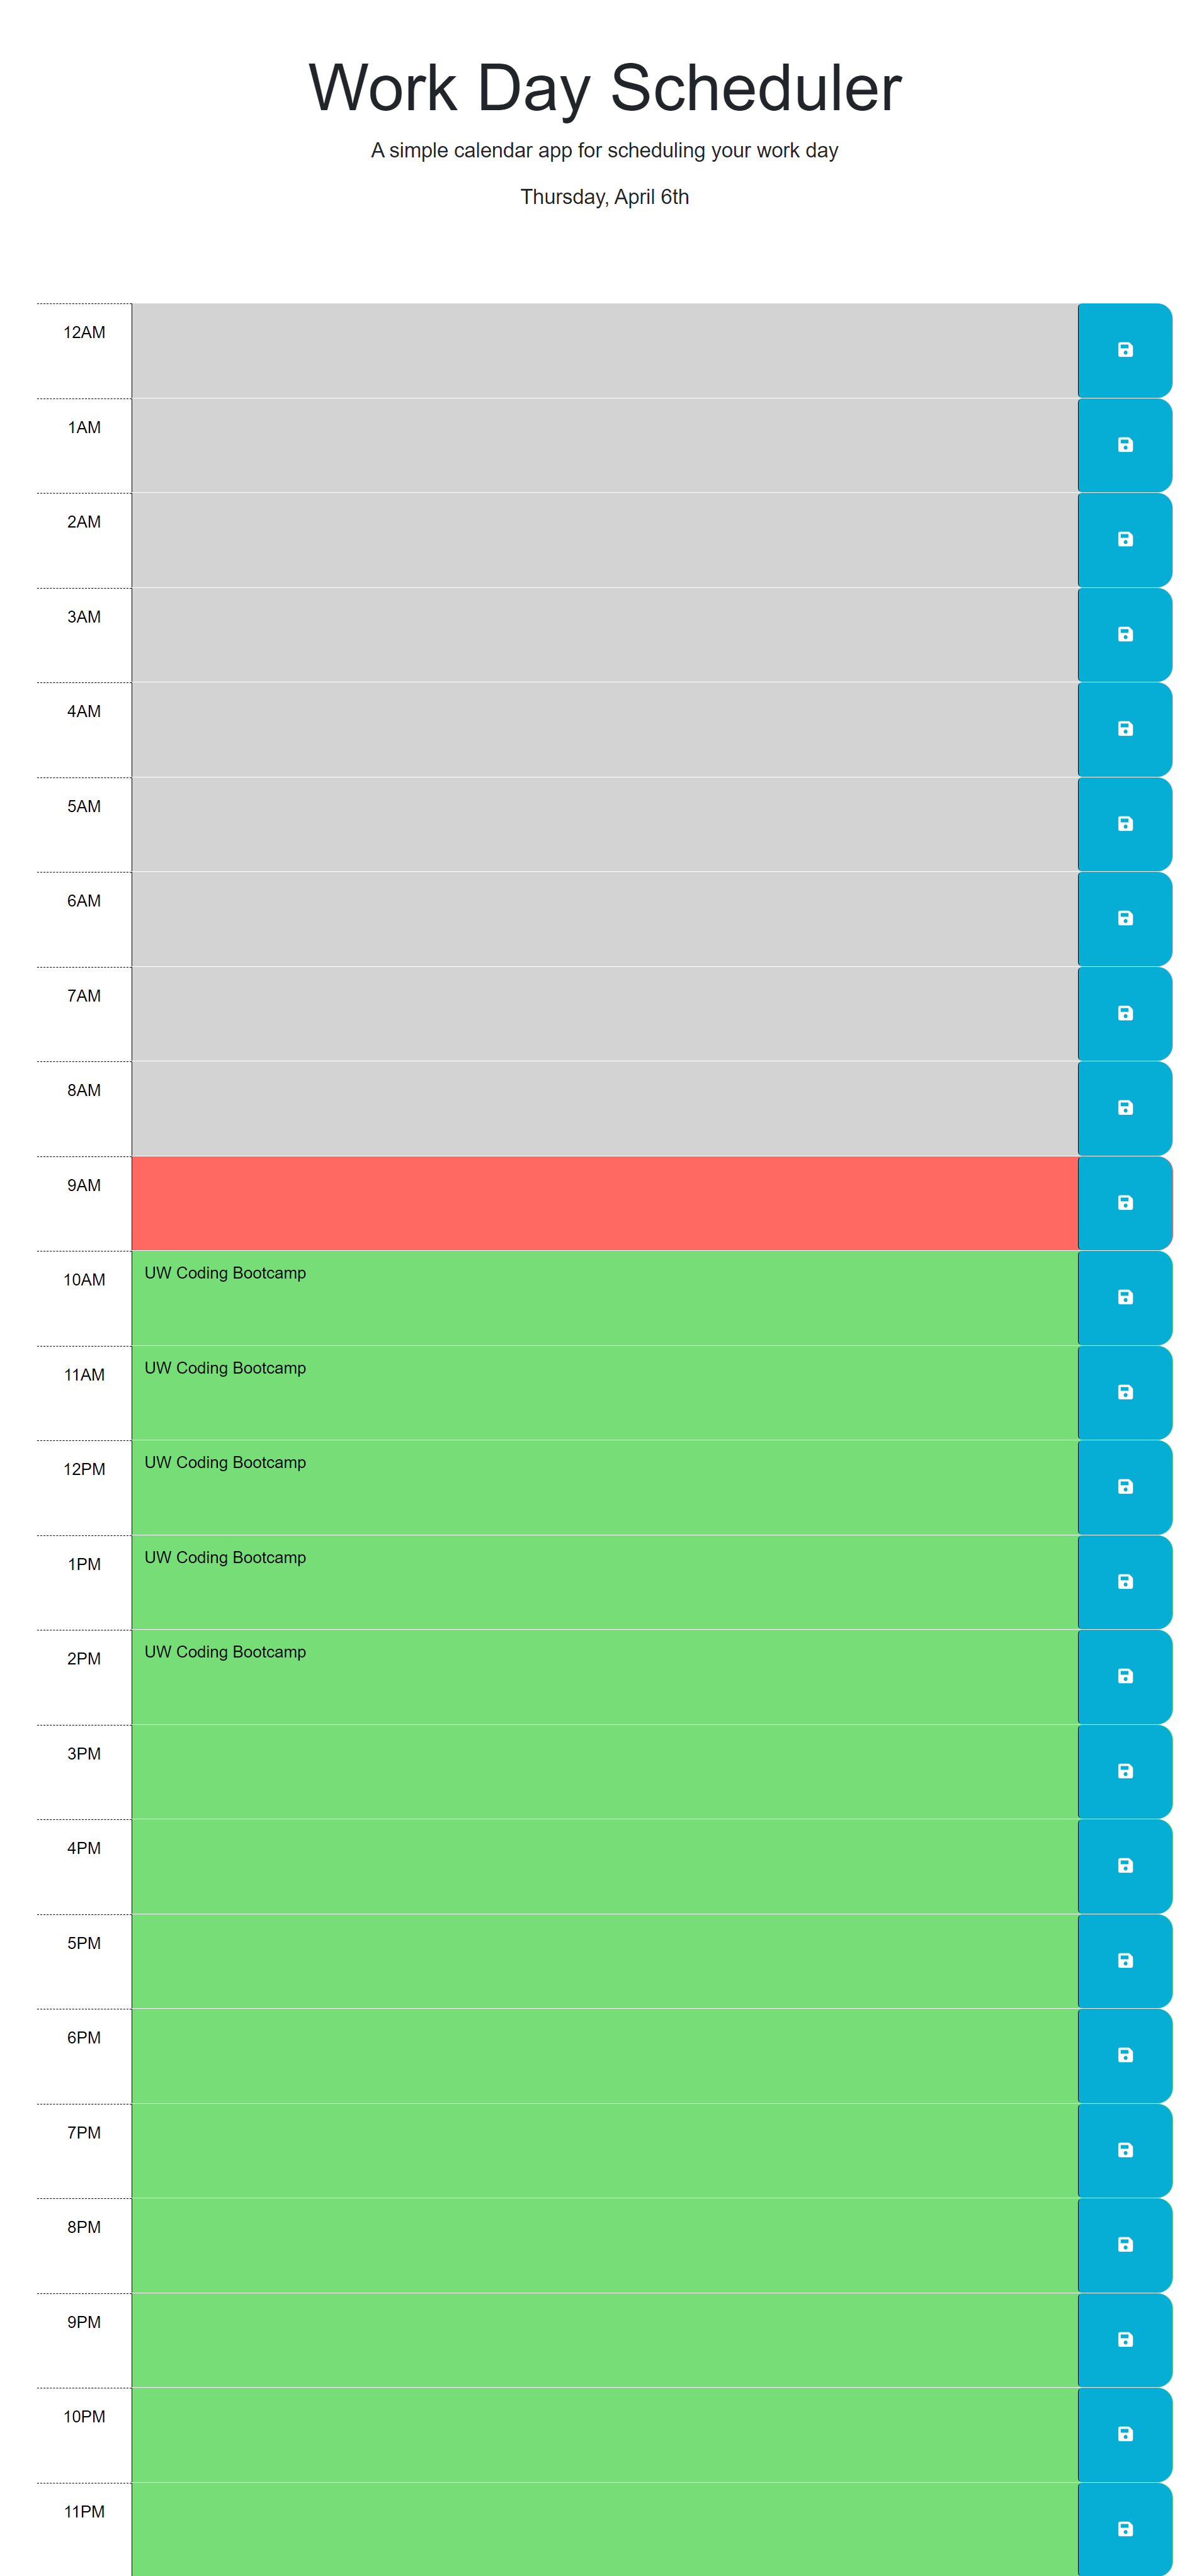 Work Day Scheduler
A simple calendar app for scheduling your work day
Thursday, April 6th
12AM
1AM
2AM
3AM
4AM
5AM
6AM
7AM
8AM
9AM
10AM UW Coding Bootcamp
11AM UW Coding Bootcamp
12PM UW Coding Bootcamp
1PM UW Coding Bootcamp
2PM UW Coding Bootcamp
3PM
4PM
5PM
6PM
7PM
8PM
9PM
10PM
11PM